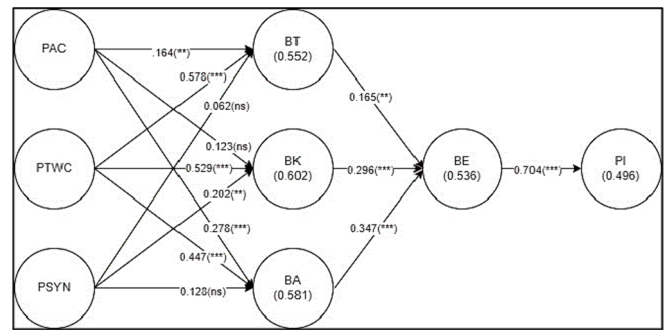 PAC
PTWC
PSYN
.164(**)
0.578(***)
0.062(ns)
0.123(ns)
0.529(***)
0.202(**)
0.278(***)
0.447(***)
0.128(ns)
BT
(0.552)
BK
(0.602)
BA
(0.581)
0.165(**)
0.296(***)
0.347(***)
BE
(0.536)
0.704(***)
PI
(0.496)